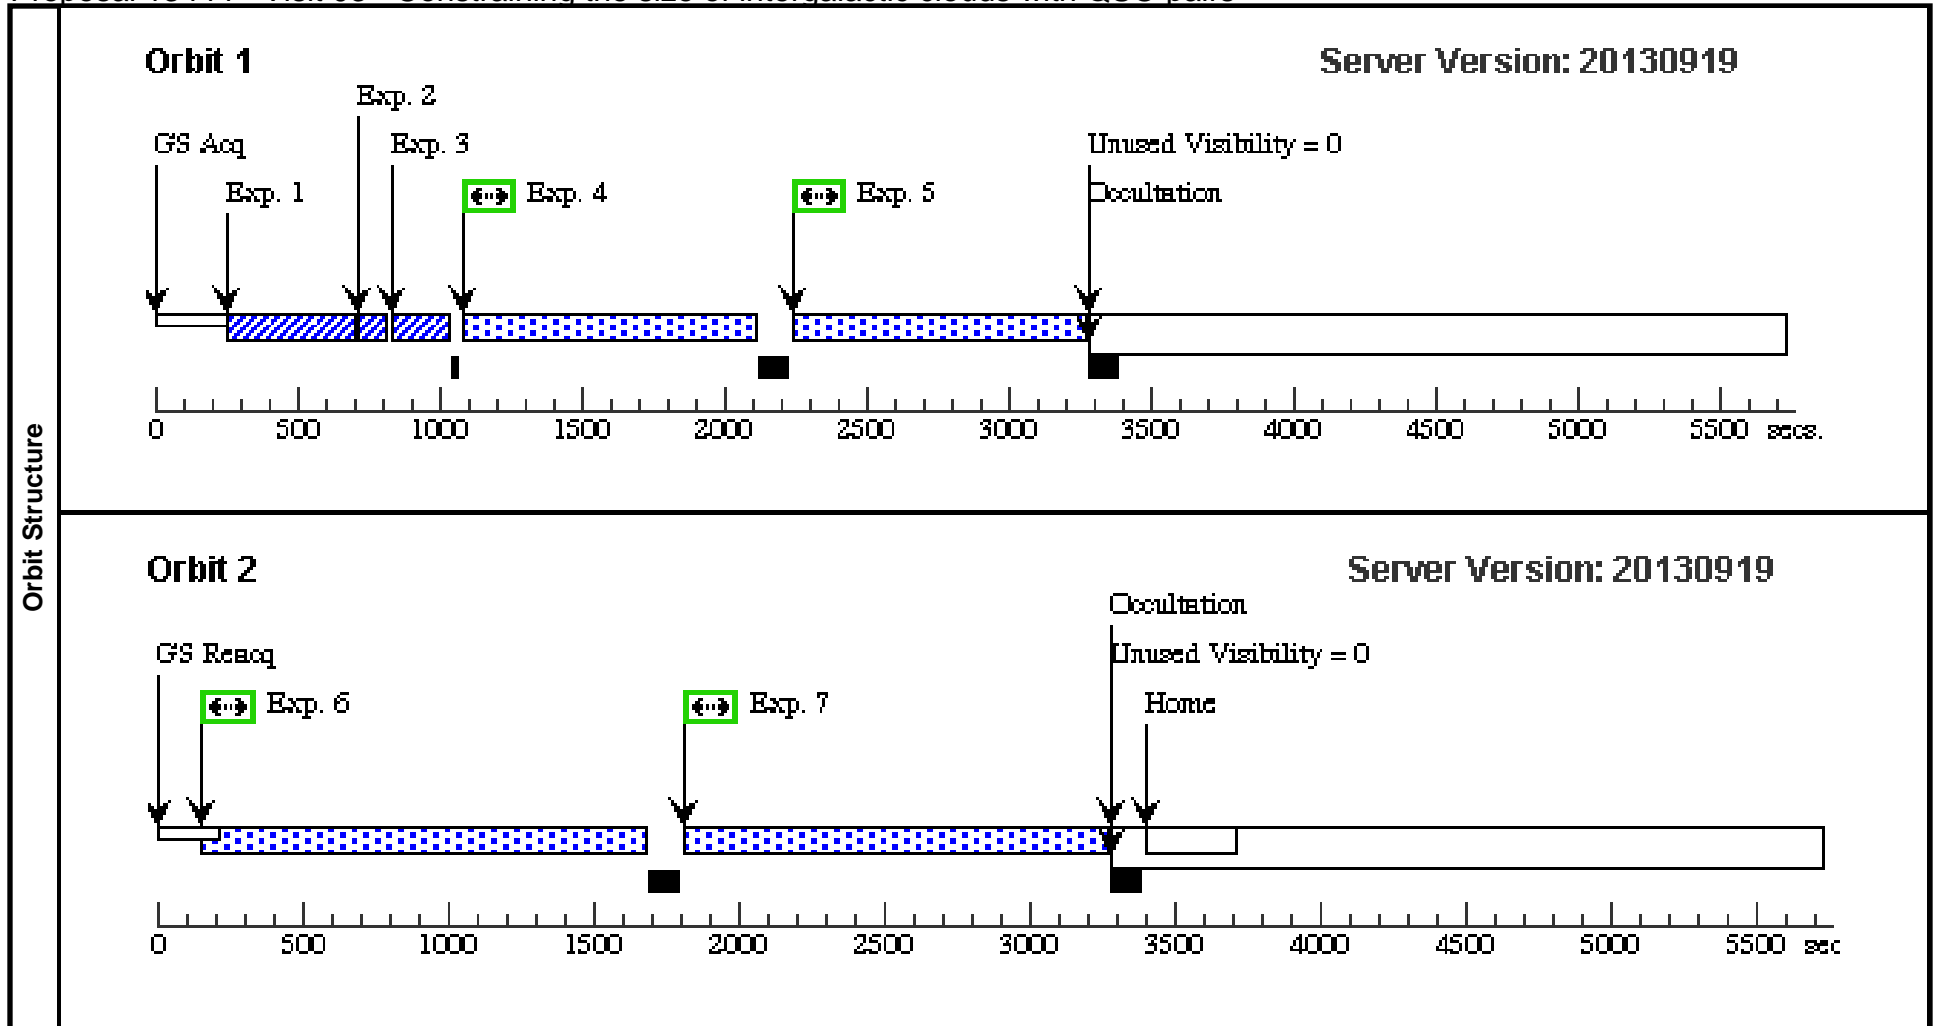 Orbit Structure
Orbit 1
Server Version: 20130919
Exp. 2
GS Acq
Exp. 3
Unused Visibility = 0
Exp. 1
Exp. 4
Exp. 5
Occultation
0 500 1000 1500 2000 2500 3000 3500 4000 4500 5000 5500 secs.
Orbit 2
Server Version: 20130919
Occultation
GS Reacq
Unused Visibility = 0
Exp. 6
Exp. 7
Home
0 500 1000 1500 2000 2500 3000 3500 4000 4500 5000 5500 sec